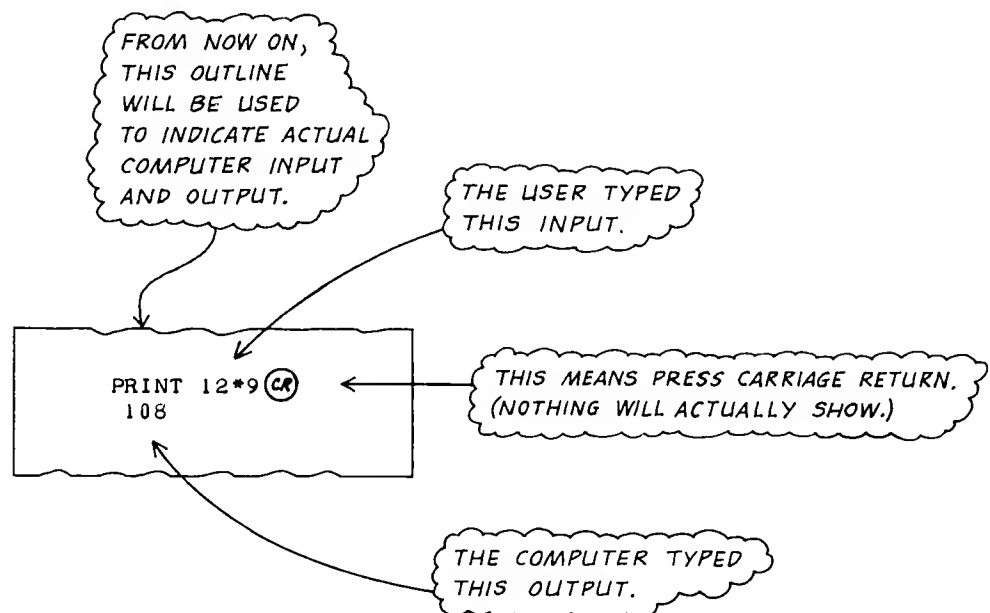 FROM NOW ON,
THIS OUTLINE
WILL BE USED
TO INDICATE ACTUAL
COMPUTER INPUT
AND OUTPUT.
THE USER TYPED
THIS INPUT.
PRINT 12*9 CR
108
THIS MEANS PRESS CARRIAGE RETURN.
(NOTHING WILL ACTUALLY SHOW.)
THE COMPUTER TYPED
THIS OUTPUT.